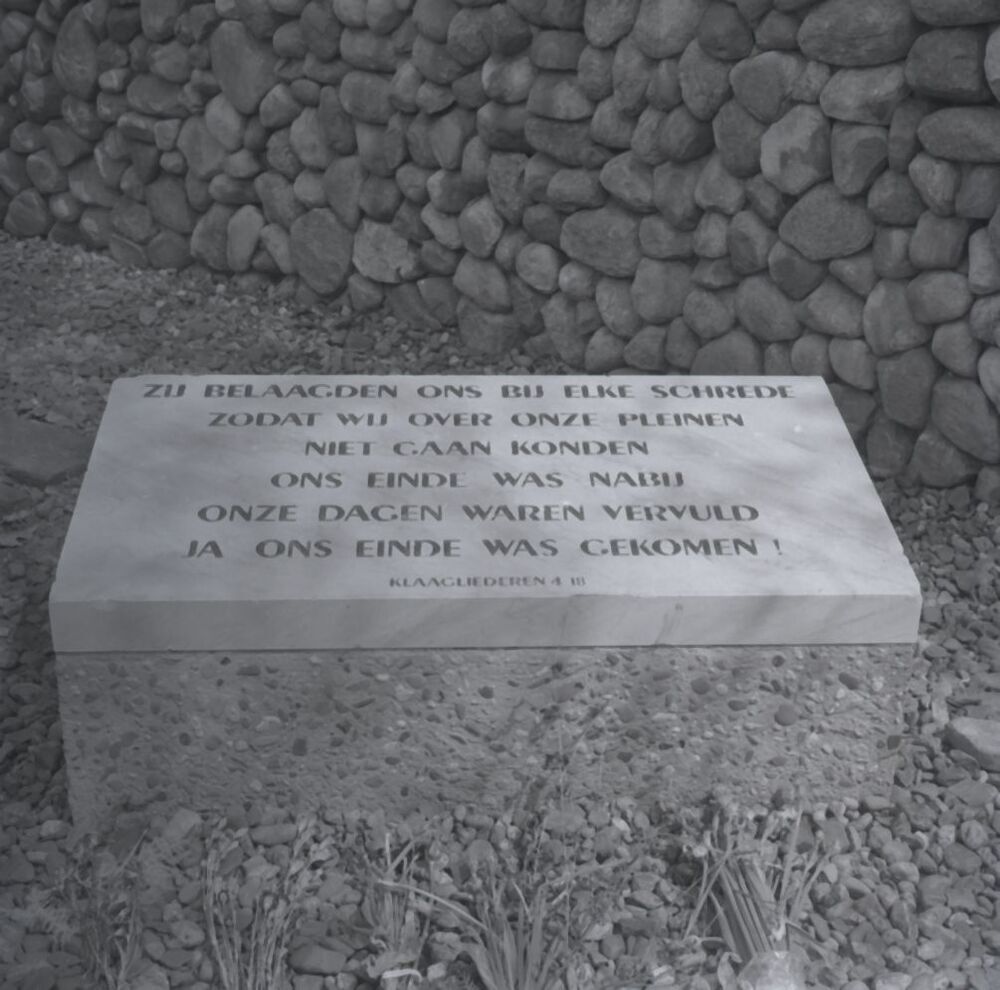 ZIJ BELAAGDEN ONS BIJ ELKE SCHREDE
ZODAT WIJ OVER ONZE PLEINEN
NIET GAAN KONDEN
ONS EINDE WAS NABIJ
ONZE DAGEN WAREN VERVULD
JA ONS EINDE WAS GEKOMEN !
KLAAGLIEDEREN 4 18